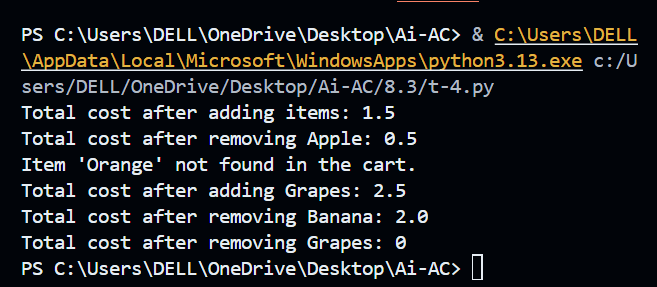 PS C:\Users\DELL\OneDrive\Desktop\Ai-AC> & C:\Users\DELL
\AppData\Local\Microsoft\WindowsApps\python3.13.exe c:/U
sers/DELL/OneDrive/Desktop/Ai-AC/8.3/t-4.py
Total cost after adding items: 1.5
Total cost after removing Apple: 0.5
Item 'Orange' not found in the cart.
Total cost after adding Grapes: 2.5
Total cost after removing Banana: 2.0
Total cost after removing Grapes: 0
PS C:\Users\DELL\OneDrive\Desktop\Ai-AC>